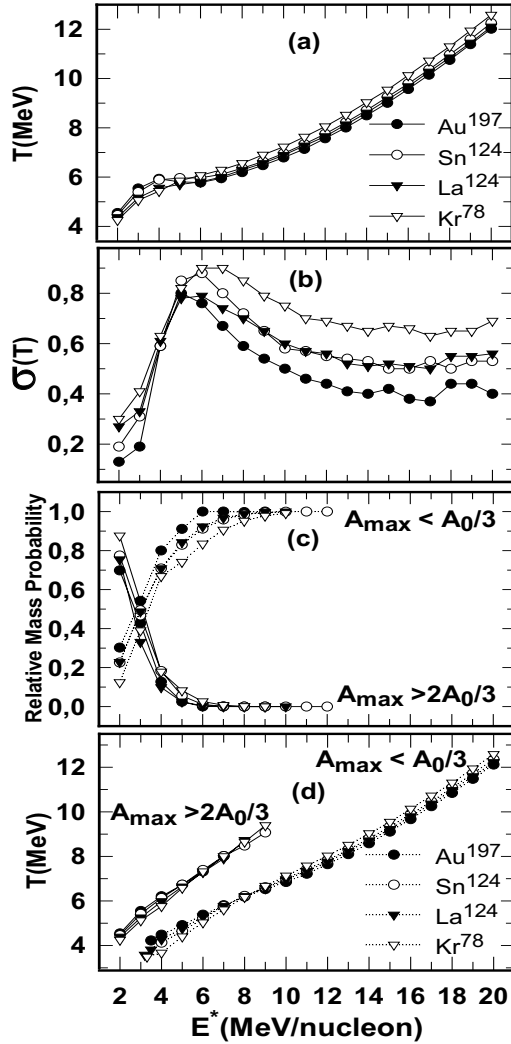 12
10
8
6
4
T(MeV)
(a)
Au197
Sn124
La124
Kr78
0,8
0,6
0,4
0,2
σ(T)
(b)
1,0
0,8
0,6
0,4
0,2
0,0
Relative Mass Probability
Amax < A0/3
(c)
Amax >2A0/3
12
10
8
6
4
T(MeV)
Amax < A0/3
Amax >2A0/3
(d)
Au197
Sn124
La124
Kr78
2 4 6 8 10 12 14 16 18 20
E*(MeV/nucleon)